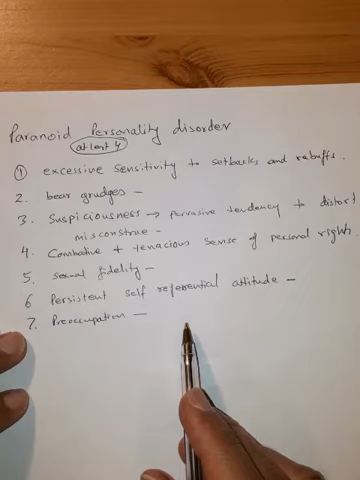 Paranoid Personality disorder
at least 4
① excessive sensitivity to setbacks and rebuffs.
2. bear grudges -
3. Suspiciousness → pervasive tendency to distort
misconstrue -
4. Combative + tenacious sense of personal rights.
5. sexual fidelity -
6 Persistent self referential attitude -
7. Preoccupation -